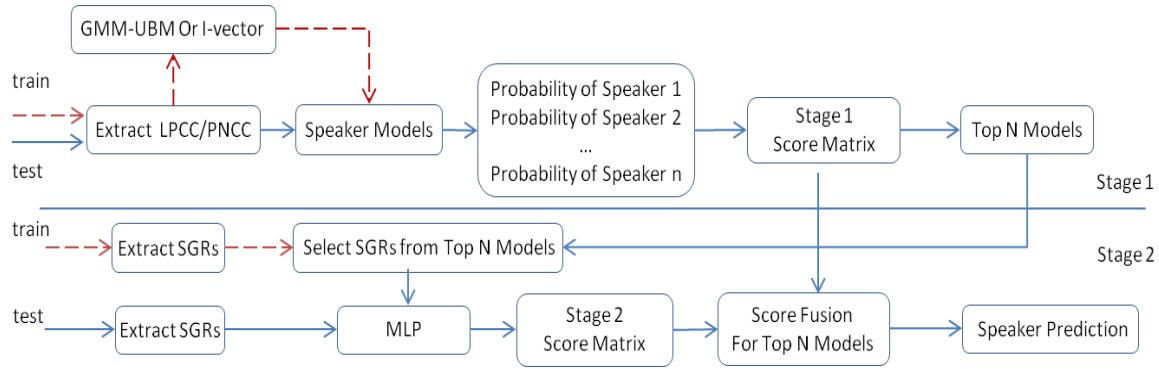 GMM-UBM Or I-vector
train
Extract LPCC/PNCC
Speaker Models
Probability of Speaker 1
Probability of Speaker 2
...
Probability of Speaker n
Stage 1
Score Matrix
Top N Models
test
Stage 1
train
Extract SGRs
Select SGRs from Top N Models
Stage 2
test
Extract SGRs
MLP
Stage 2
Score Matrix
Score Fusion
For Top N Models
Speaker Prediction